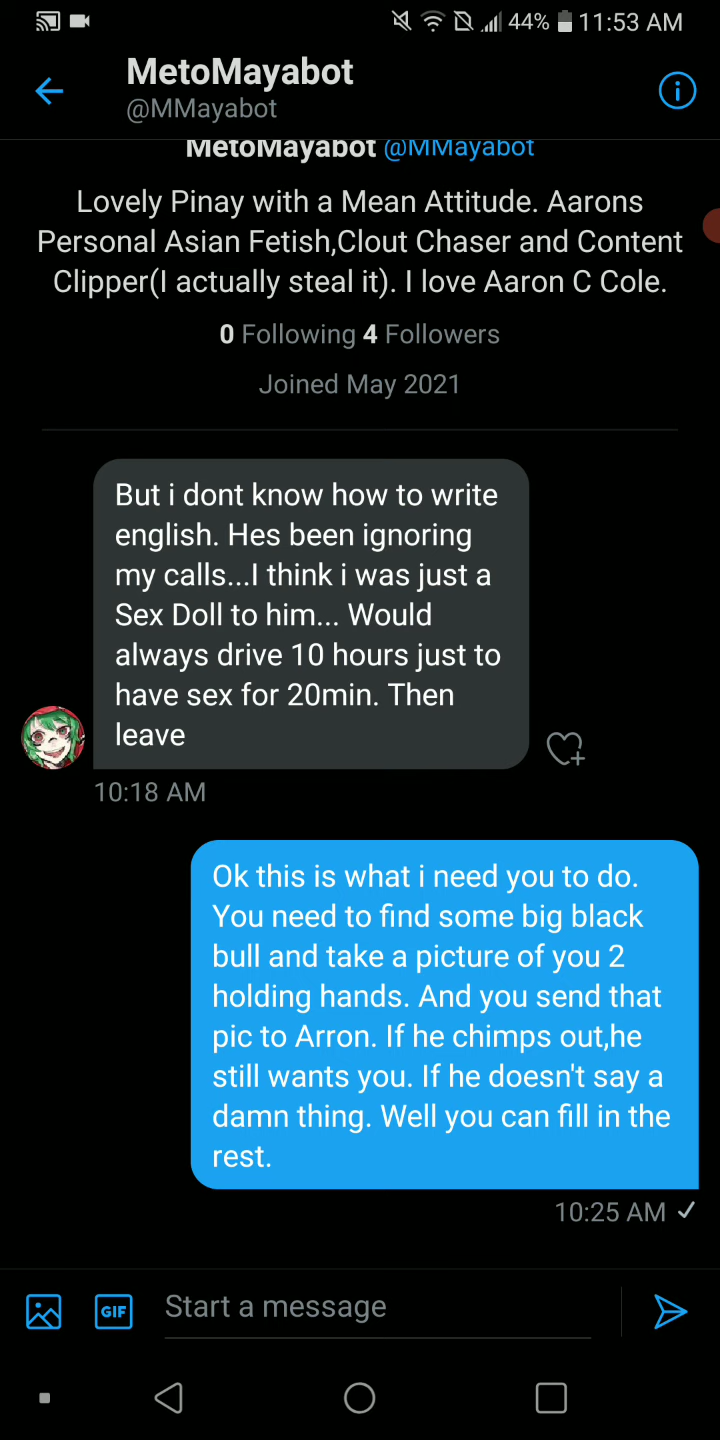 44% 11:53 AM
MetoMayabot
@MMayabot
MetoMayabot @MMayabot
Lovely Pinay with a Mean Attitude. Aarons
Personal Asian Fetish,Clout Chaser and Content
Clipper(I actually steal it). I love Aaron C Cole.
0 Following 4 Followers
Joined May 2021
But i dont know how to write
english. Hes been ignoring
my calls...I think i was just a
Sex Doll to him... Would
always drive 10 hours just to
have sex for 20min. Then
leave
10:18 AM
Ok this is what i need you to do.
You need to find some big black
bull and take a picture of you 2
holding hands. And you send that
pic to Arron. If he chimps out,he
still wants you. If he doesn't say a
damn thing. Well you can fill in the
rest.
10:25 AM
GIF Start a message